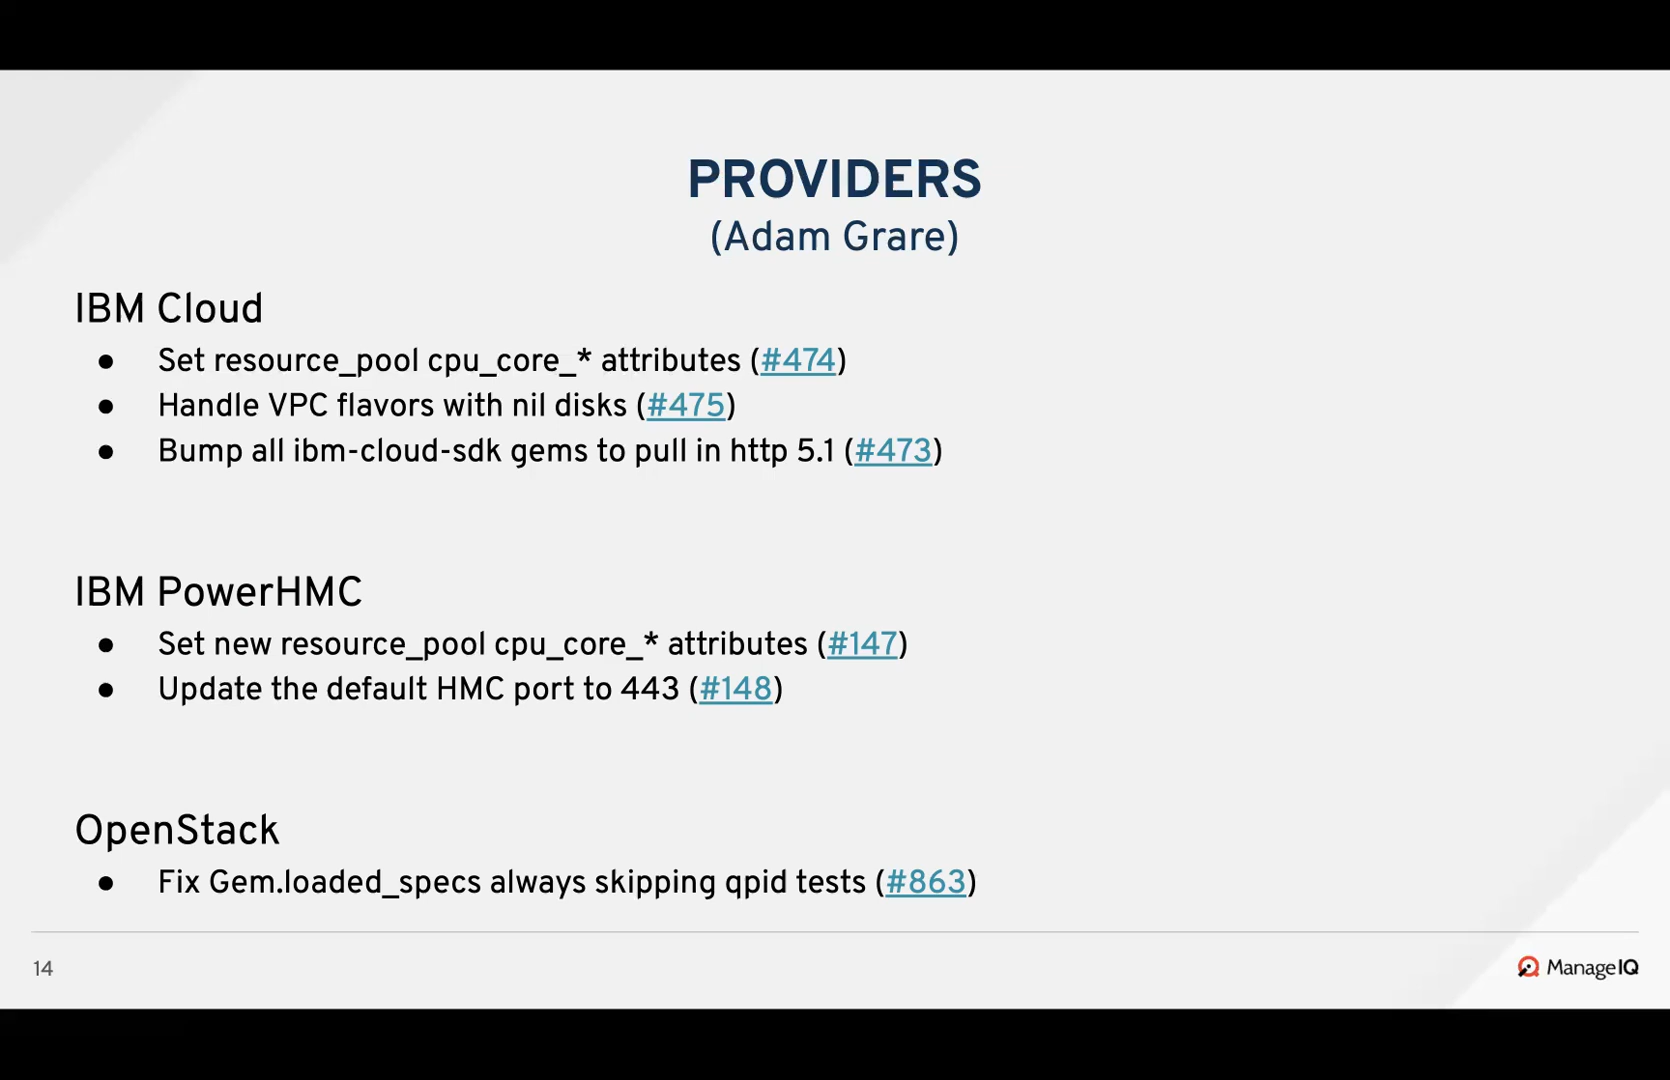 PROVIDERS
(Adam Grare)
IBM Cloud
● Set resource_pool cpu_core_* attributes (#474)
● Handle VPC flavors with nil disks (#475)
● Bump all ibm-cloud-sdk gems to pull in http 5.1 (#473)
IBM PowerHMC
● Set new resource_pool cpu_core_* attributes (#147)
● Update the default HMC port to 443 (#148)
OpenStack
● Fix Gem.loaded_specs always skipping qpid tests (#863)
14
ManageIQ